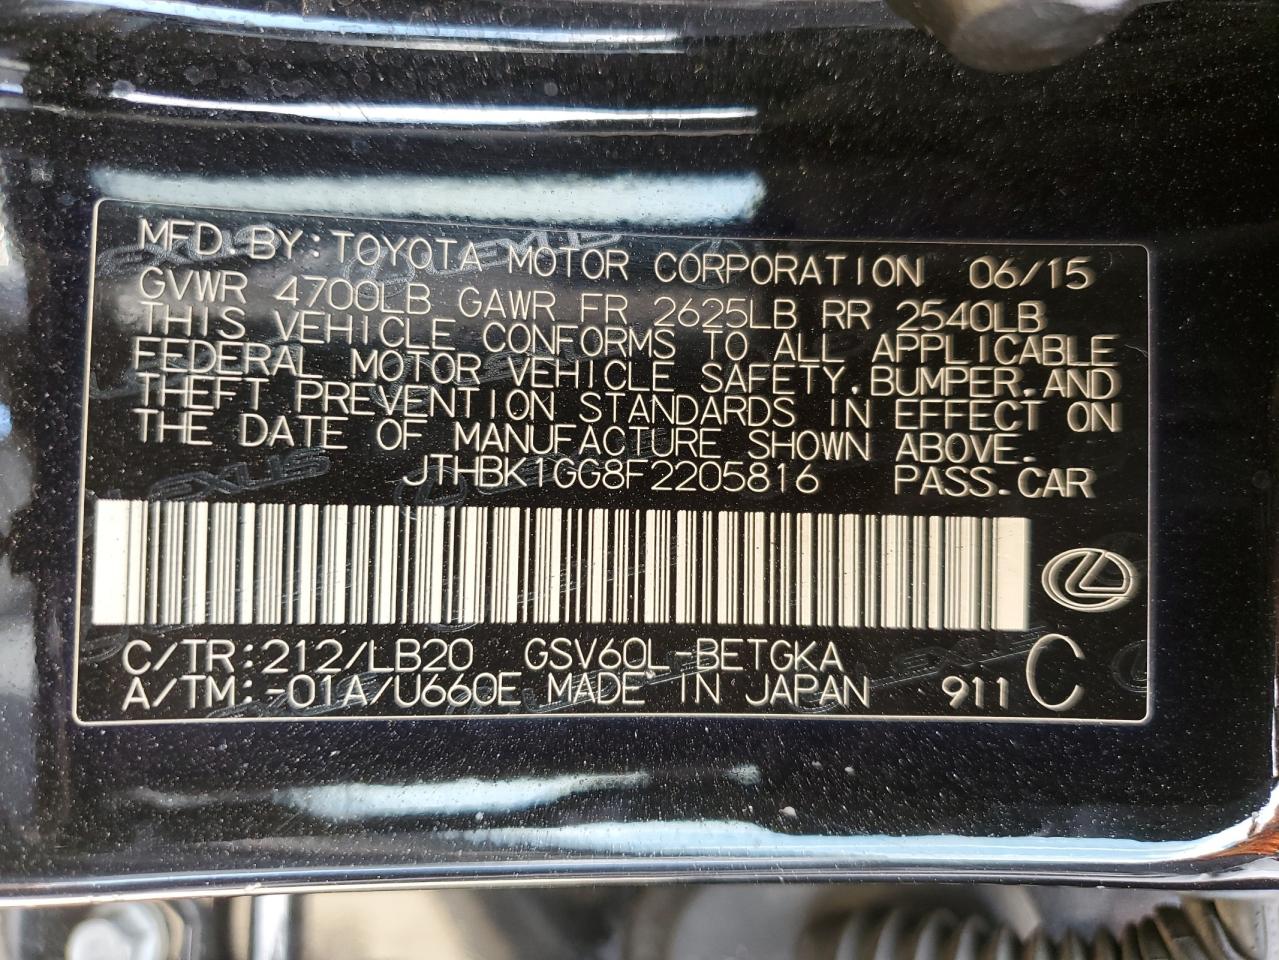 MFD BY:TOYOTA MOTOR CORPORATION 06/15
GVWR 4700LB GAWR FR 2625LB RR 2540LB
THIS VEHICLE CONFORMS TO ALL APPLICABLE
FEDERAL MOTOR VEHICLE SAFETY,BUMPER,AND
THEFT PREVENTION STANDARDS IN EFFECT ON
THE DATE OF MANUFACTURE SHOWN ABOVE.
JTHBK1GG8F2205816 PASS.CAR
C/TR:212/LB20 GSV60L-BETGKA
A/TM:-01A/U660E MADE IN JAPAN 911 C